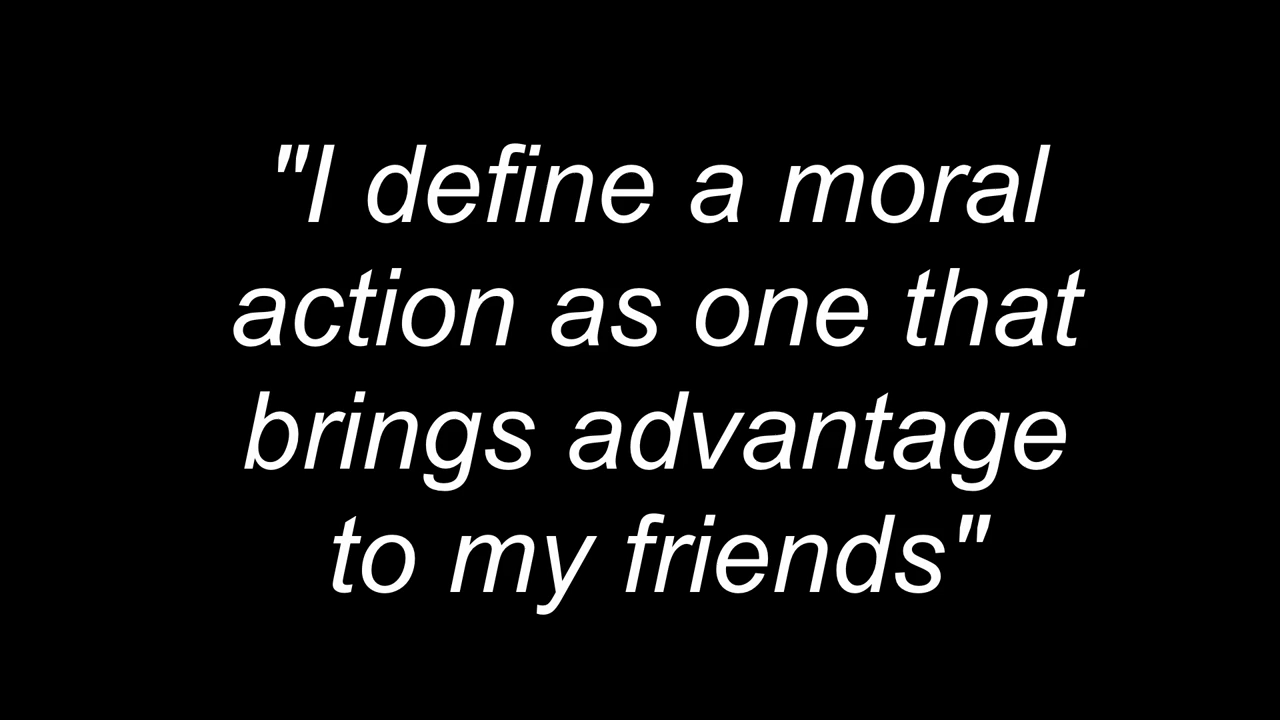 "I define a moral
action as one that
brings advantage
to my friends"